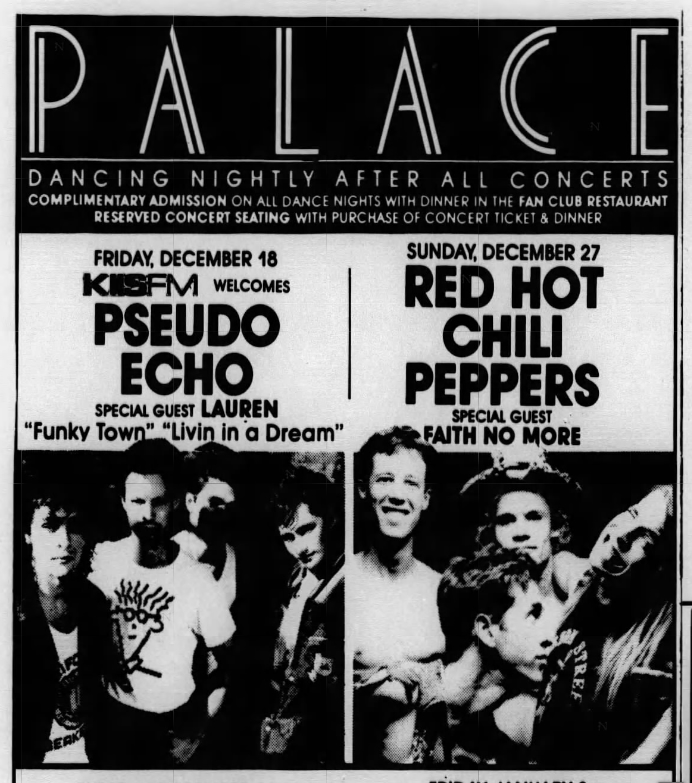 PALACE
DANCING NIGHTLY AFTER ALL CONCERTS
COMPLIMENTARY ADMISSION ON ALL DANCE NIGHTS WITH DINNER IN THE FAN CLUB RESTAURANT
RESERVED CONCERT SEATING WITH PURCHASE OF CONCERT TICKET & DINNER
FRIDAY, DECEMBER 18
KIISFM WELCOMES
PSEUDO
ECHO
SPECIAL GUEST LAUREN
"Funky Town" "Livin in a Dream"
SUNDAY, DECEMBER 27
RED HOT
CHILI
PEPPERS
SPECIAL GUEST
FAITH NO MORE
STREET